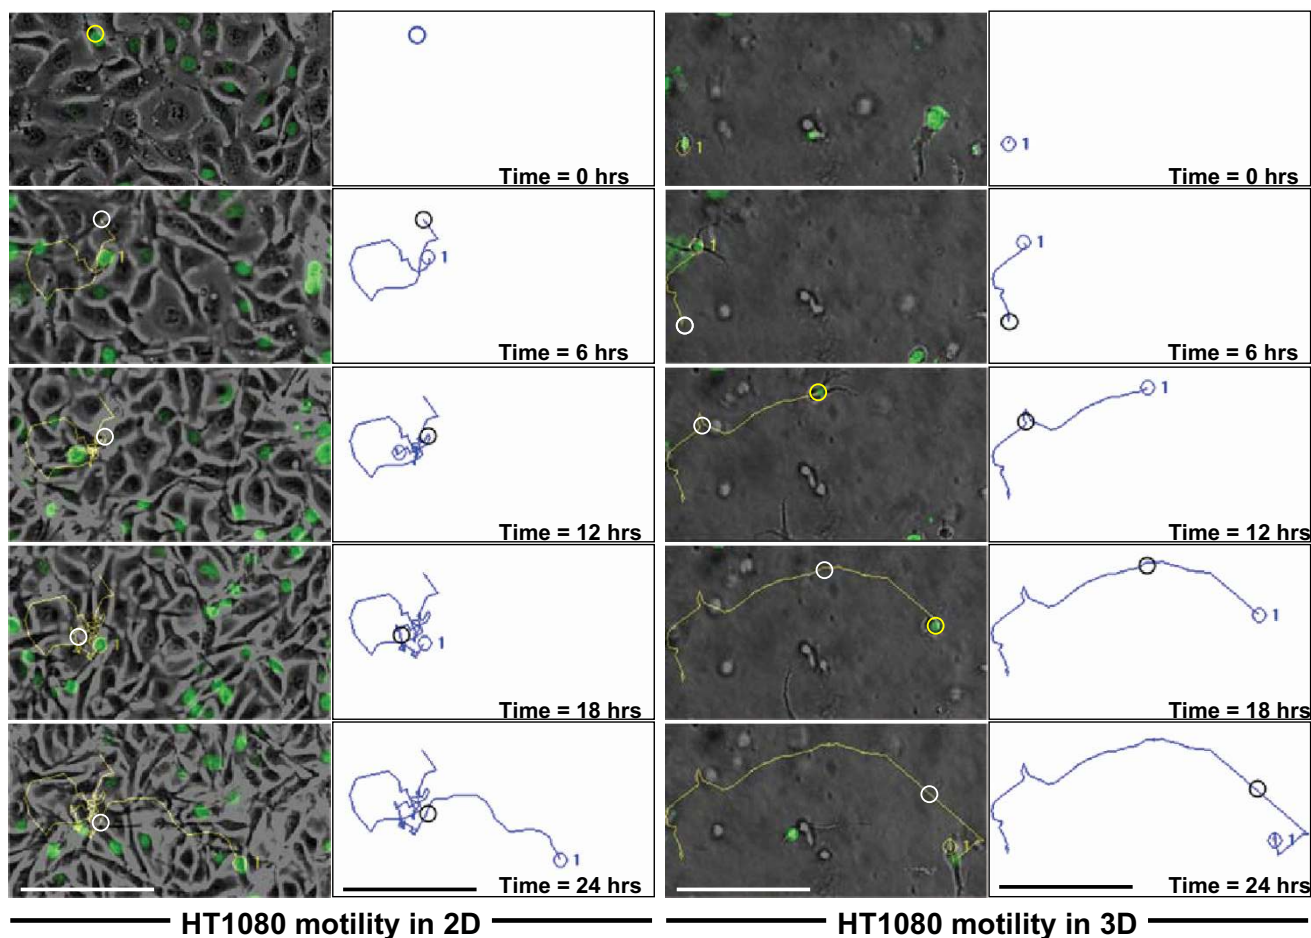 1
1
Time = 0 hrs
Time = 0 hrs
1
1
1
1
Time = 6 hrs
Time = 6 hrs
1
1
Time = 12 hrs
Time = 12 hrs
1
1
1
Time = 18 hrs
Time = 18 hrs
1
1
1
1
Time = 24 hrs
Time = 24 hrs
HT1080 motility in 2D
HT1080 motility in 3D